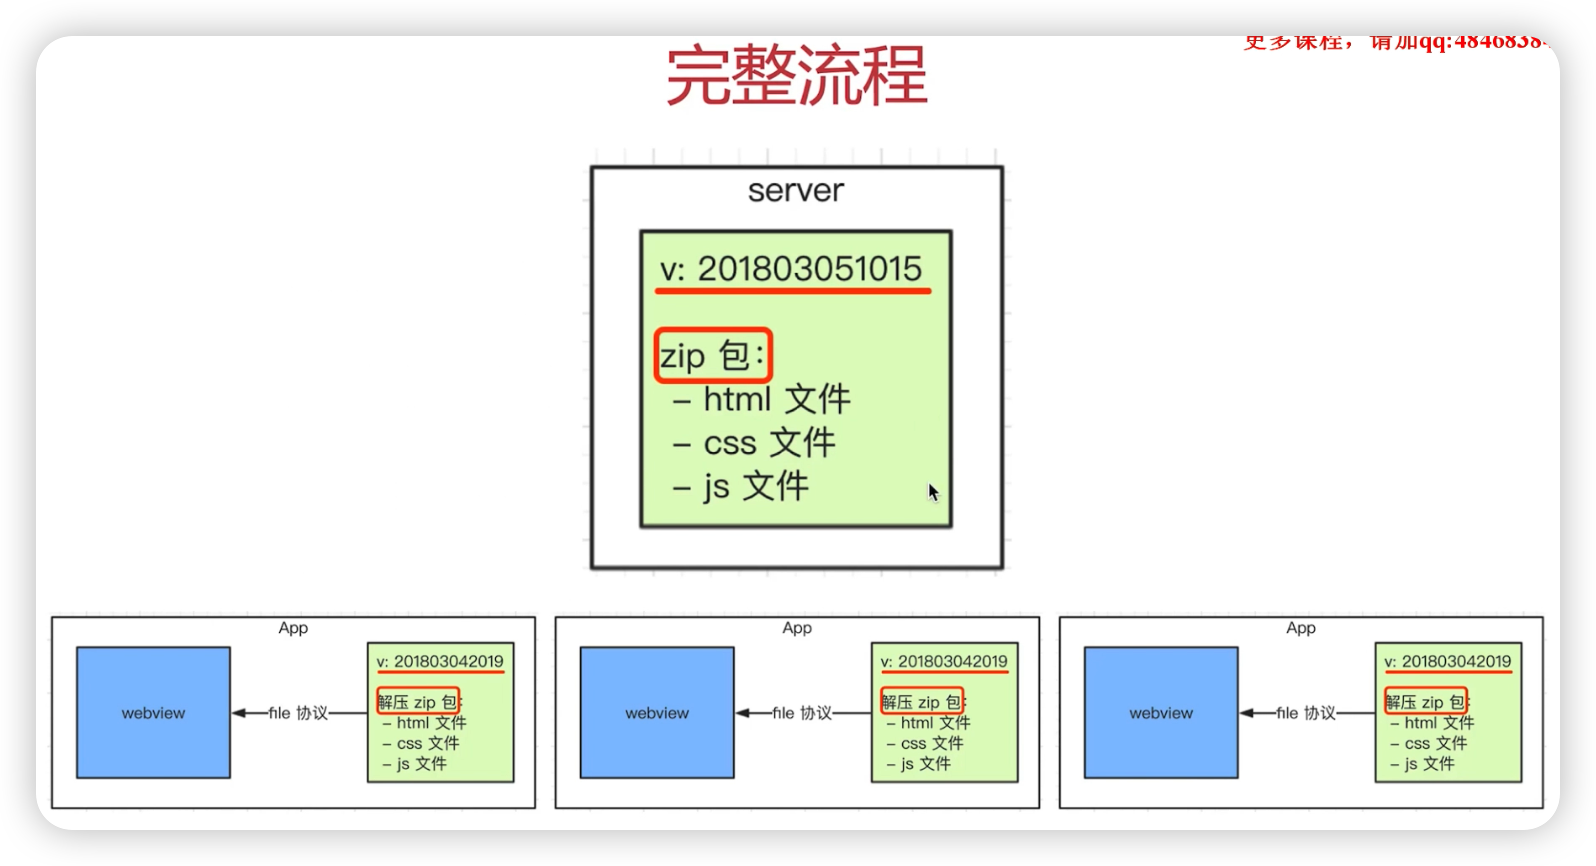 更多课程，请加qq:4846838
完整流程
server
v: 201803051015
zip 包:
– html 文件
– css 文件
– js 文件
App
webview
file 协议
v: 201803042019
解压 zip 包:
– html 文件
– css 文件
– js 文件
App
webview
file 协议
v: 201803042019
解压 zip 包:
– html 文件
– css 文件
– js 文件
App
webview
file 协议
v: 201803042019
解压 zip 包:
– html 文件
– css 文件
– js 文件